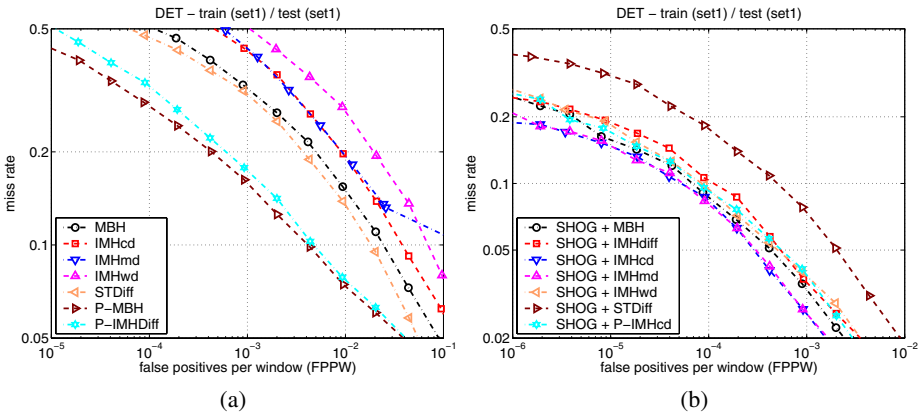 DET − train (set1) / test (set1)
0.5
0.2
0.1
0.05
miss rate
MBH
IMHcd
IMHmd
IMHwd
STDiff
P−MBH
P−IMHDiff
10−5
10−4
10−3
10−2
10−1
false positives per window (FPPW)
(a)
DET − train (set1) / test (set1)
0.5
0.2
0.1
0.05
0.02
miss rate
SHOG + MBH
SHOG + IMHdiff
SHOG + IMHcd
SHOG + IMHmd
SHOG + IMHwd
SHOG + STDiff
SHOG + P−IMHcd
10−6
10−5
10−4
10−3
10−2
false positives per window (FPPW)
(b)